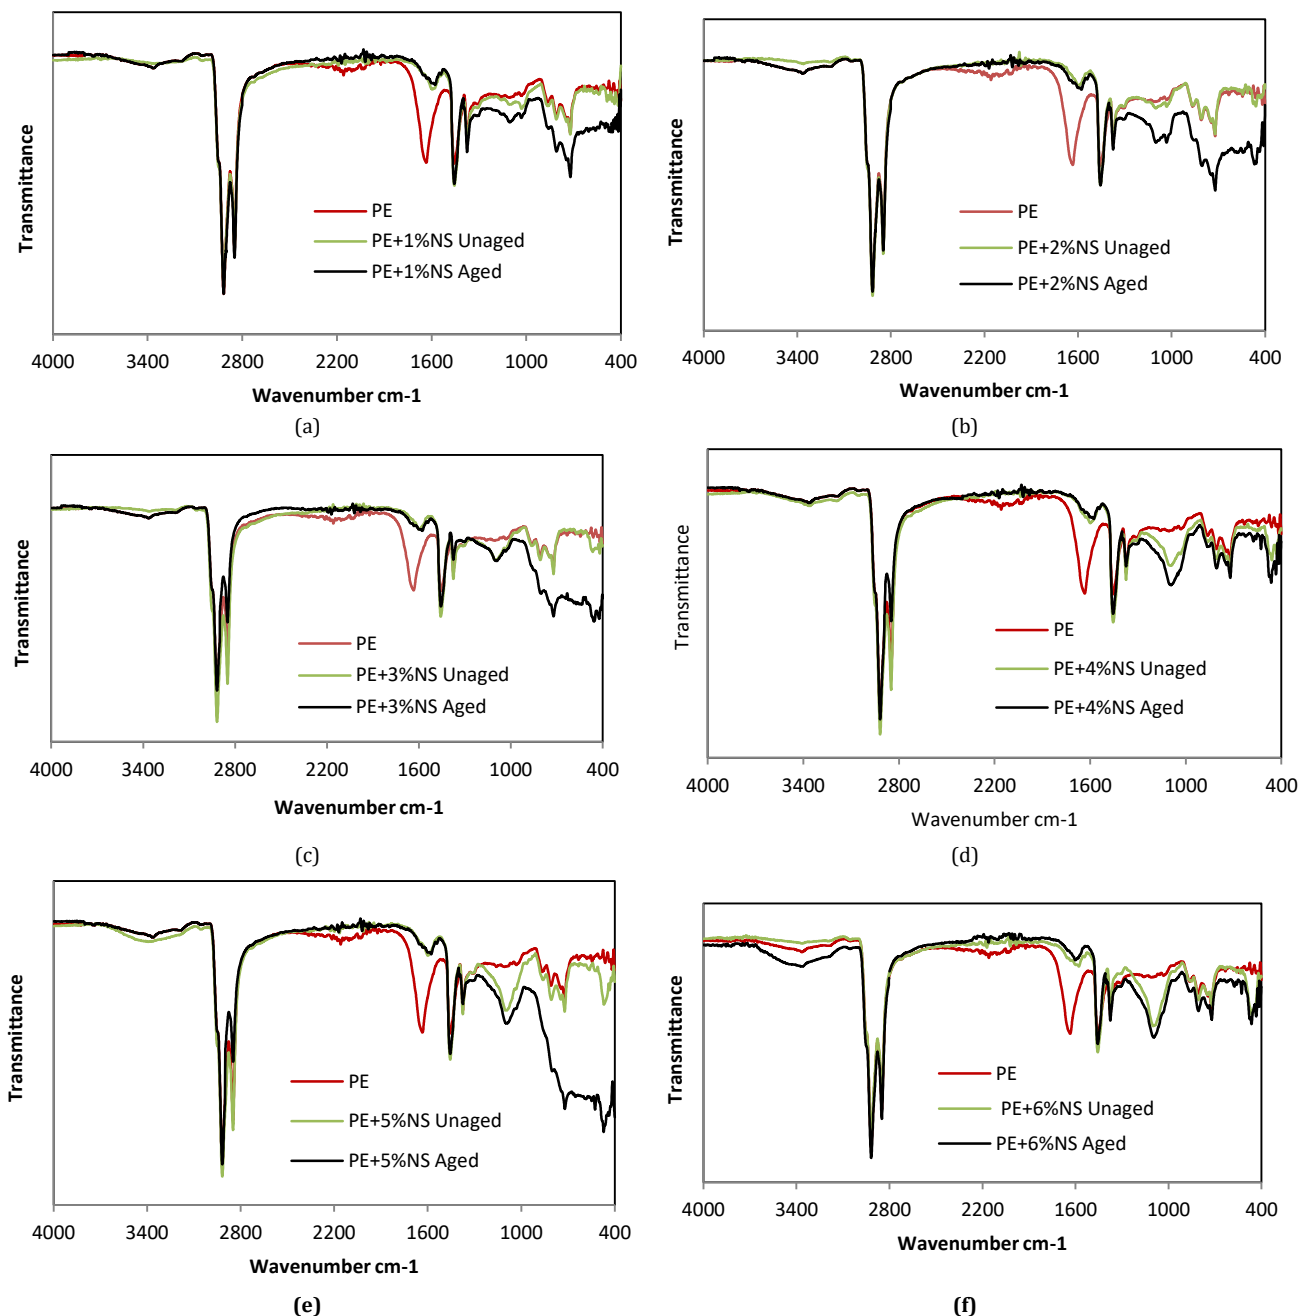 Transmittance
PE
PE+1%NS Unaged
PE+1%NS Aged
4000 3400 2800 2200 1600 1000 400
Wavenumber cm-1
(a)
Transmittance
PE
PE+2%NS Unaged
PE+2%NS Aged
4000 3400 2800 2200 1600 1000 400
Wavenumber cm-1
(b)
Transmittance
PE
PE+3%NS Unaged
PE+3%NS Aged
4000 3400 2800 2200 1600 1000 400
Wavenumber cm-1
(c)
Transmittance
PE
PE+4%NS Unaged
PE+4%NS Aged
4000 3400 2800 2200 1600 1000 400
Wavenumber cm-1
(d)
Transmittance
PE
PE+5%NS Unaged
PE+5%NS Aged
4000 3400 2800 2200 1600 1000 400
Wavenumber cm-1
(e)
Transmittance
PE
PE+6%NS Unaged
PE+6%NS Aged
4000 3400 2800 2200 1600 1000 400
Wavenumber cm-1
(f)